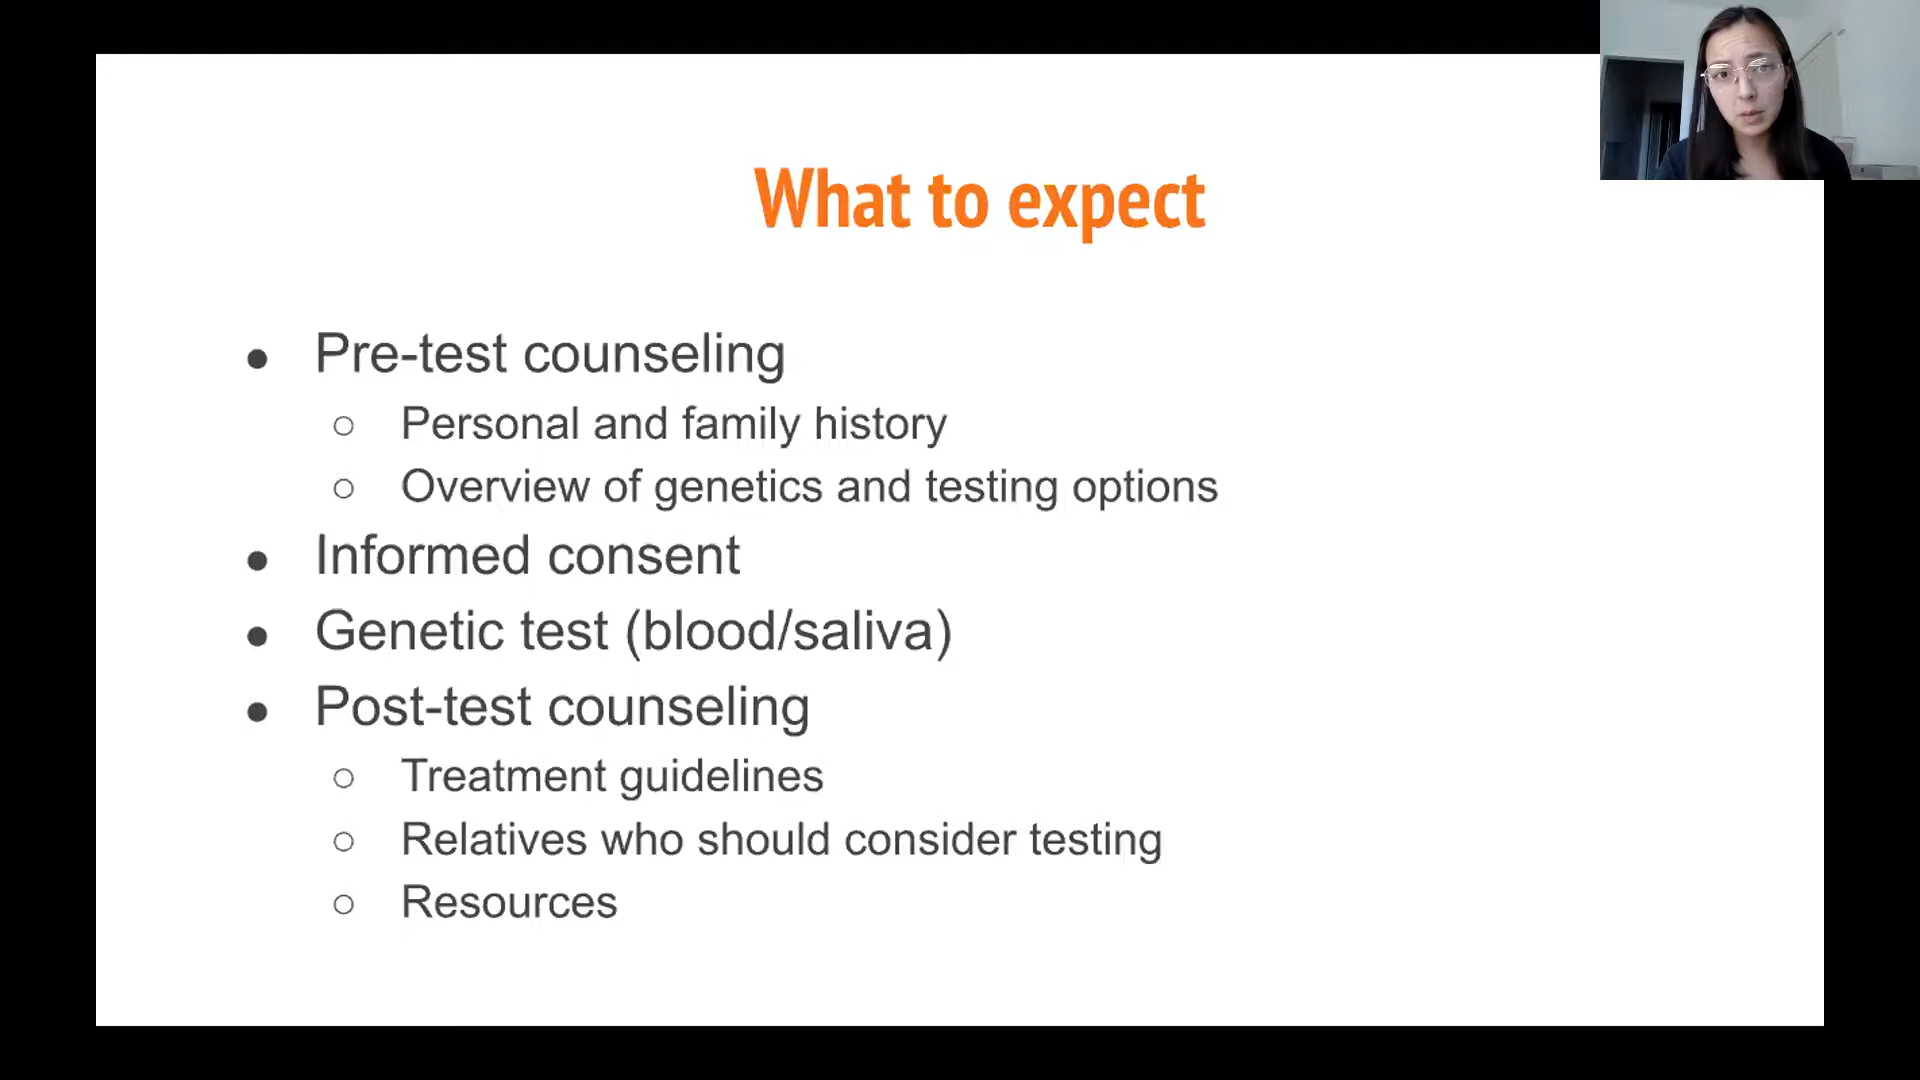 What to expect
● Pre-test counseling
○ Personal and family history
○ Overview of genetics and testing options
● Informed consent
● Genetic test (blood/saliva)
● Post-test counseling
○ Treatment guidelines
○ Relatives who should consider testing
○ Resources